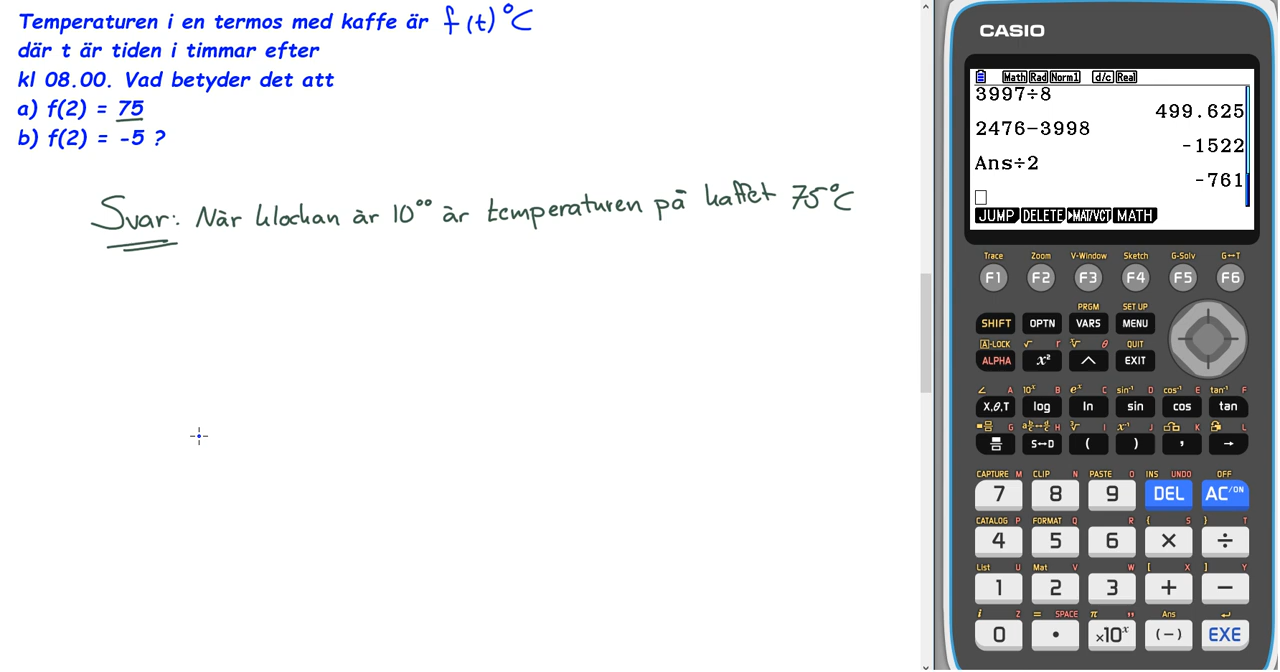 Temperaturen i en termos med kaffe är f(t) °C
där t är tiden i timmar efter
kl 08.00. Vad betyder det att
a) f(2) = 75
b) f(2) = -5 ?
Svar: När klockan är 10⁰⁰ är temperaturen på kaffet 75°C
CASIO
Math Rad Norm1 d/c Real
3997÷8
499.625
2476-3998
-1522
Ans÷2
-761
JUMP DELETE ▶MAT/VCT MATH
Trace Zoom V-Window Sketch G-Solv G↔T
F1 F2 F3 F4 F5 F6
PRGM SET UP
SHIFT OPTN VARS MENU
A-LOCK √ r ∛ θ QUIT
ALPHA x² ^ EXIT
∠ A 10ˣ B eˣ C sin⁻¹ D cos⁻¹ E tan⁻¹ F
X,θ,T log ln sin cos tan
G H ∛ I x⁻¹ J K L
S↔D ( ) , →
CAPTURE M CLIP N PASTE O INS UNDO OFF
7 8 9 DEL AC/ON
CATALOG P FORMAT Q R { S } T
4 5 6 × ÷
List U Mat V W [ X ] Y
1 2 3 + −
i Z = SPACE π " Ans ↵
0 • ×10ˣ (−) EXE